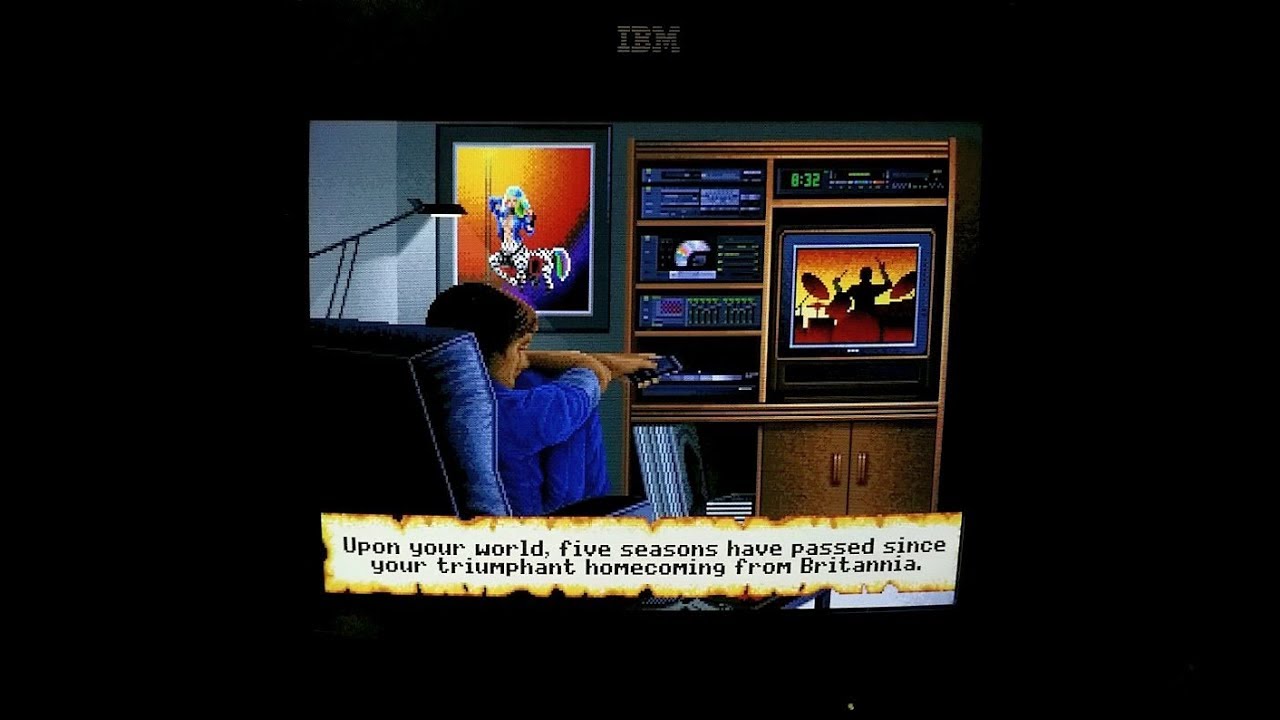 IBM
8:32
Upon your world, five seasons have passed since
your triumphant homecoming from Britannia.